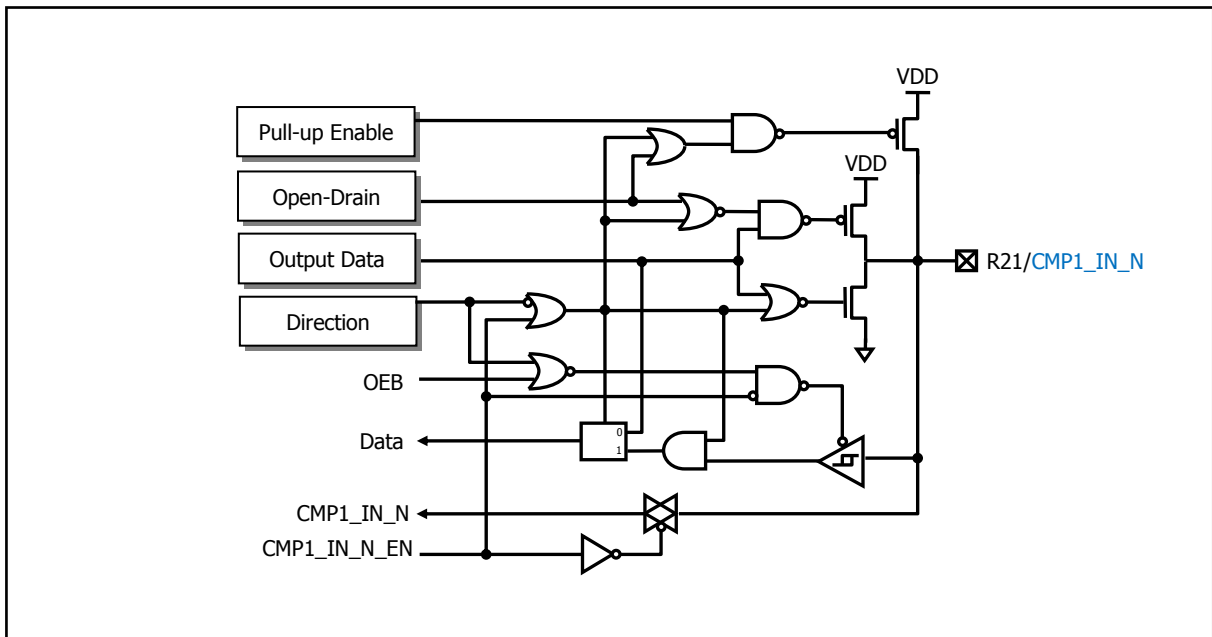 VDD
Pull-up Enable
VDD
Open-Drain
Output Data
R21/CMP1_IN_N
Direction
OEB
0
Data
1
CMP1_IN_N
CMP1_IN_N_EN